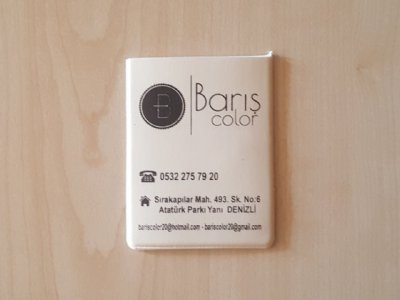 B
Barış
color
0532 275 79 20
Sırakapılar Mah. 493. Sk. No:6
Atatürk Parkı Yanı DENİZLİ
bariscolor20@hotmail.com - bariscolor20@gmail.com